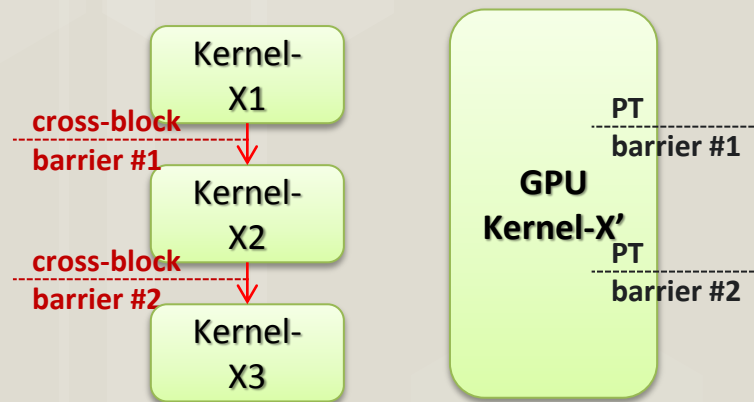 Kernel-
X1
cross-block
barrier #1
Kernel-
X2
cross-block
barrier #2
Kernel-
X3
GPU
Kernel-X’
PT
barrier #1
PT
barrier #2